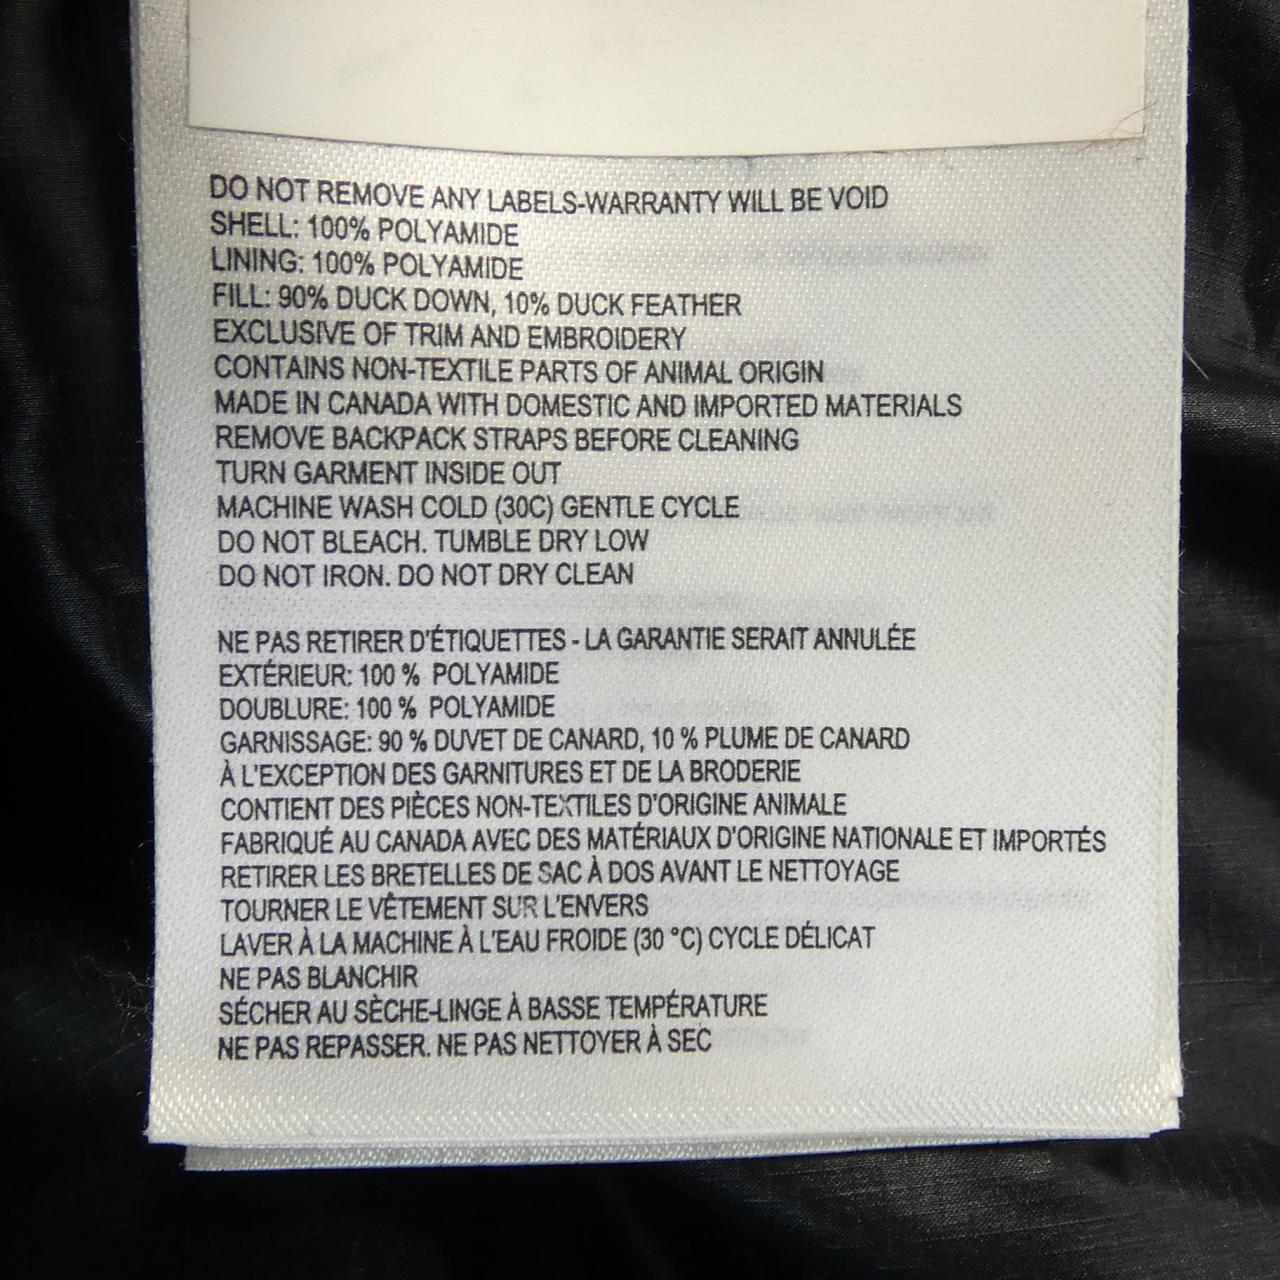 DO NOT REMOVE ANY LABELS-WARRANTY WILL BE VOID
SHELL: 100% POLYAMIDE
LINING: 100% POLYAMIDE
FILL: 90% DUCK DOWN, 10% DUCK FEATHER
EXCLUSIVE OF TRIM AND EMBROIDERY
CONTAINS NON-TEXTILE PARTS OF ANIMAL ORIGIN
MADE IN CANADA WITH DOMESTIC AND IMPORTED MATERIALS
REMOVE BACKPACK STRAPS BEFORE CLEANING
TURN GARMENT INSIDE OUT
MACHINE WASH COLD (30C) GENTLE CYCLE
DO NOT BLEACH. TUMBLE DRY LOW
DO NOT IRON. DO NOT DRY CLEAN
NE PAS RETIRER D'ÉTIQUETTES - LA GARANTIE SERAIT ANNULÉE
EXTÉRIEUR: 100 % POLYAMIDE
DOUBLURE: 100 % POLYAMIDE
GARNISSAGE: 90 % DUVET DE CANARD, 10 % PLUME DE CANARD
À L'EXCEPTION DES GARNITURES ET DE LA BRODERIE
CONTIENT DES PIÈCES NON-TEXTILES D'ORIGINE ANIMALE
FABRIQUÉ AU CANADA AVEC DES MATÉRIAUX D'ORIGINE NATIONALE ET IMPORTÉS
RETIRER LES BRETELLES DE SAC À DOS AVANT LE NETTOYAGE
TOURNER LE VÊTEMENT SUR L'ENVERS
LAVER À LA MACHINE À L'EAU FROIDE (30 °C) CYCLE DÉLICAT
NE PAS BLANCHIR
SÉCHER AU SÈCHE-LINGE À BASSE TEMPÉRATURE
NE PAS REPASSER. NE PAS NETTOYER À SEC